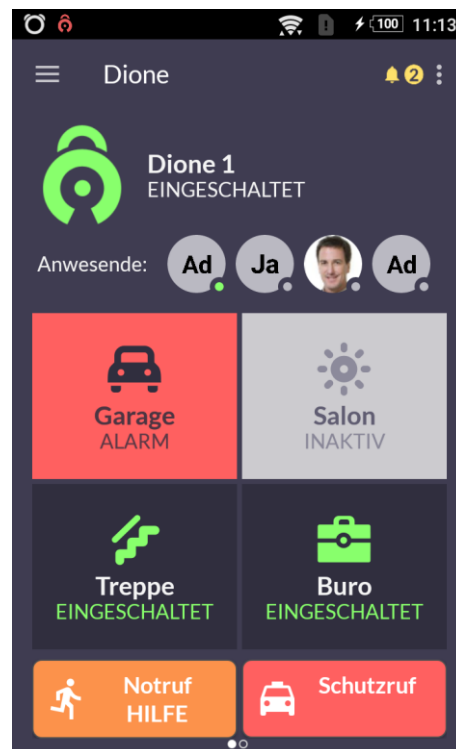 100 11:13
Dione 2
Dione 1
EINGESCHALTET
Anwesende: Ad Ja Ad
Garage
ALARM
Salon
INAKTIV
Treppe
EINGESCHALTET
Buro
EINGESCHALTET
Notruf
HILFE
Schutzruf